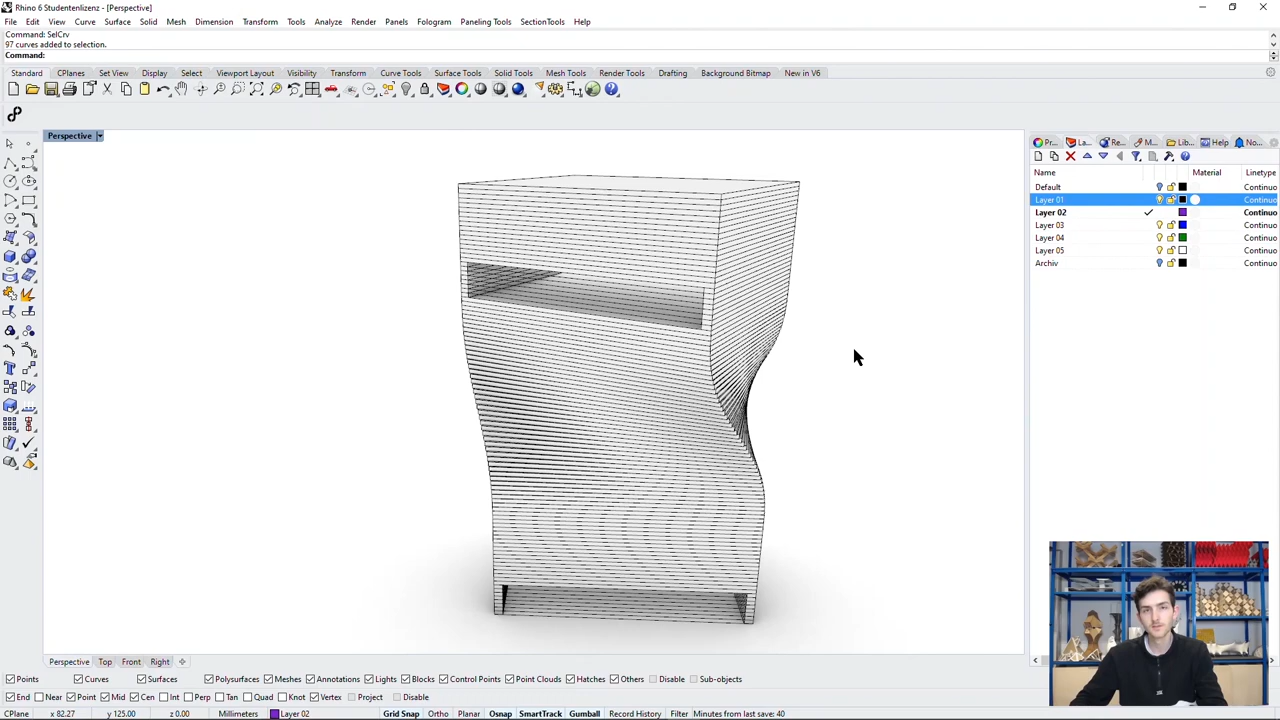 Rhino 6 Studentenlizenz - [Perspective]
File Edit View Curve Surface Solid Mesh Dimension Transform Tools Analyze Render Panels Fologram Paneling Tools SectionTools Help
Command: SelCrv
97 curves added to selection.
Command:
Standard CPlanes Set View Display Select Viewport Layout Visibility Transform Curve Tools Surface Tools Solid Tools Mesh Tools Render Tools Drafting Background Bitmap New in V6
Perspective
Pr... La... Re... M... Lib... Help No...
Name Material Linetype
Default Continuo
Layer 01 Continuo
Layer 02 Continuo
Layer 03 Continuo
Layer 04 Continuo
Layer 05 Continuo
Archiv Continuo
Perspective Top Front Right
Points Curves Surfaces Polysurfaces Meshes Lights Annotations Blocks Control Points Point Clouds Hatches Others Disable Sub-objects
End Near Point Mid Cen Int Perp Tan Quad Knot Vertex Project Disable
CPlane x 82.27 y 125.00 z 0.00 Millimeters Layer 02 Grid Snap Ortho Planar Osnap SmartTrack Gumball Record History Filter Minutes from last save: 40